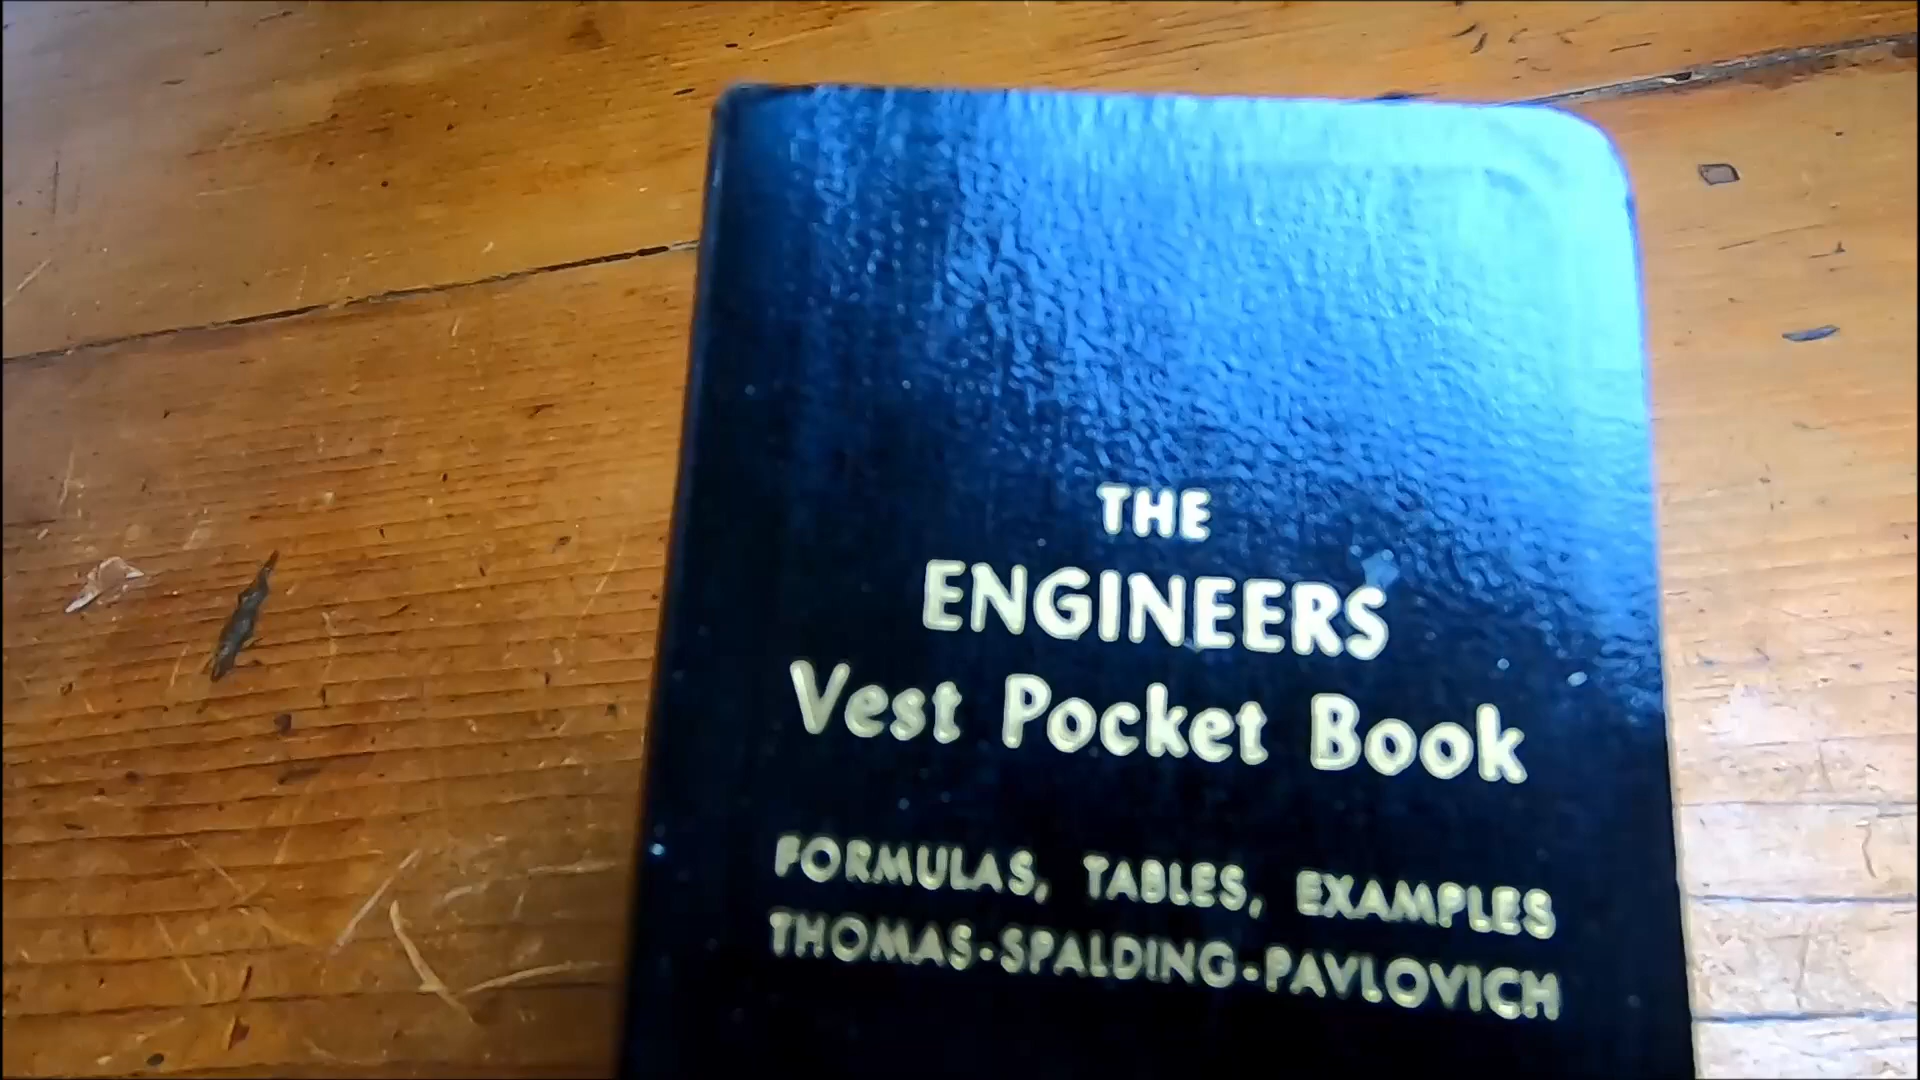 THE
ENGINEERS
Vest Pocket Book
FORMULAS, TABLES, EXAMPLES
THOMAS-SPALDING-PAVLOVICH